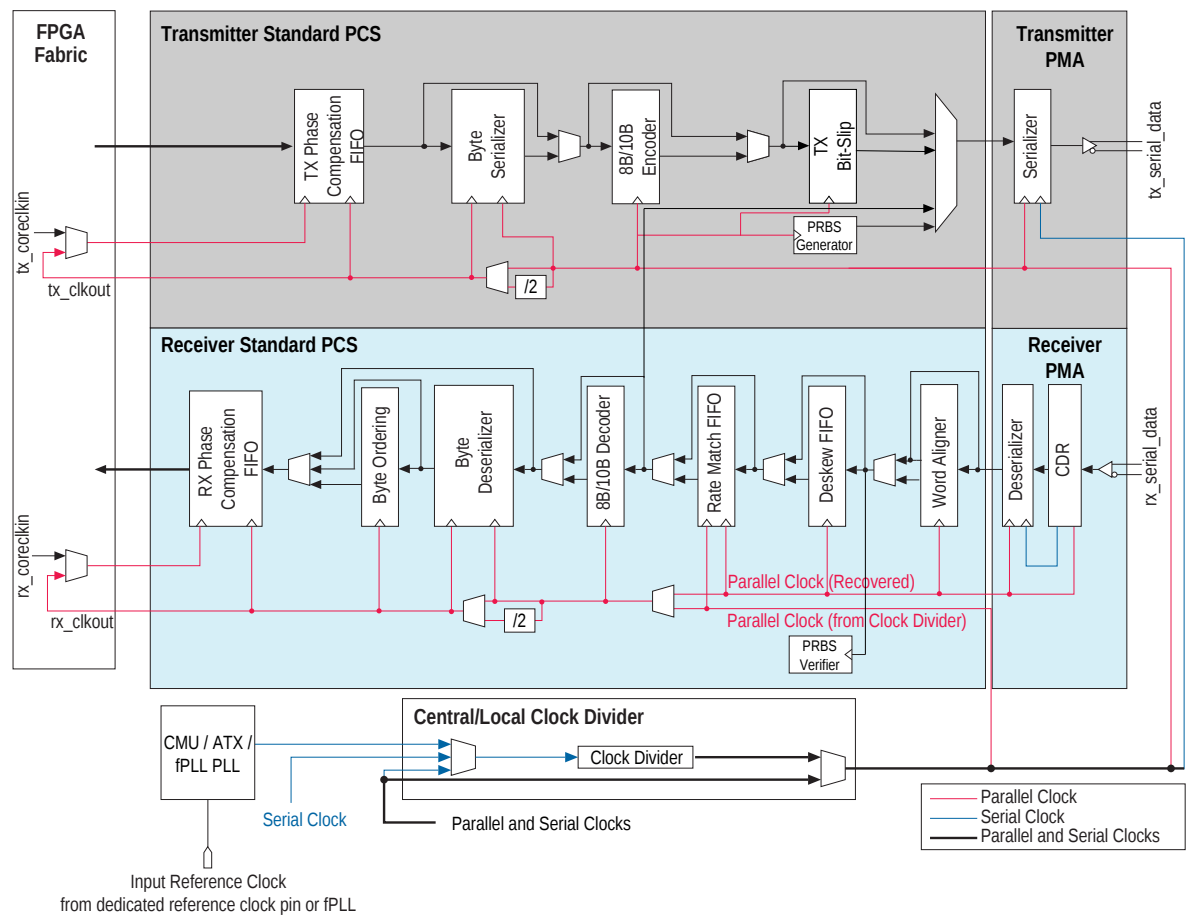 FPGA
Fabric
Transmitter Standard PCS
Transmitter
PMA
TX Phase
Compensation
FIFO
Byte
Serializer
8B/10B
Encoder
TX
Bit-Slip
PRBS
Generator
Serializer
tx_serial_data
tx_coreclkin
tx_clkout
/2
Receiver Standard PCS
Receiver
PMA
RX Phase
Compensation
FIFO
Byte Ordering
Byte
Deserializer
8B/10B Decoder
Rate Match FIFO
Deskew FIFO
Word Aligner
Deserializer
CDR
rx_serial_data
rx_coreclkin
rx_clkout
/2
Parallel Clock (Recovered)
Parallel Clock (from Clock Divider)
PRBS
Verifier
CMU / ATX /
fPLL PLL
Central/Local Clock Divider
Clock Divider
Serial Clock
Parallel and Serial Clocks
Parallel Clock
Serial Clock
Parallel and Serial Clocks
Input Reference Clock
from dedicated reference clock pin or fPLL